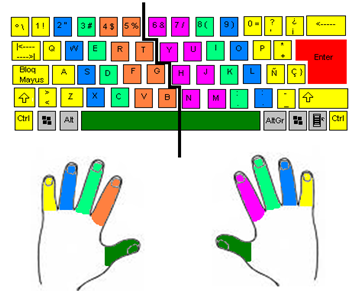 º \ 1 ! 2 " 3 # 4 $ 5 % 6 & 7 / 8 ( 9 ) 0 = ? ¿ ¡ <-----
|<----- ----->| Q W E R T Y U I O P * + Enter
Bloq Mayus A S D F G H J K L Ñ Ç )
> < Z X C V B N M ; : - _
Ctrl Alt AltGr Ctrl